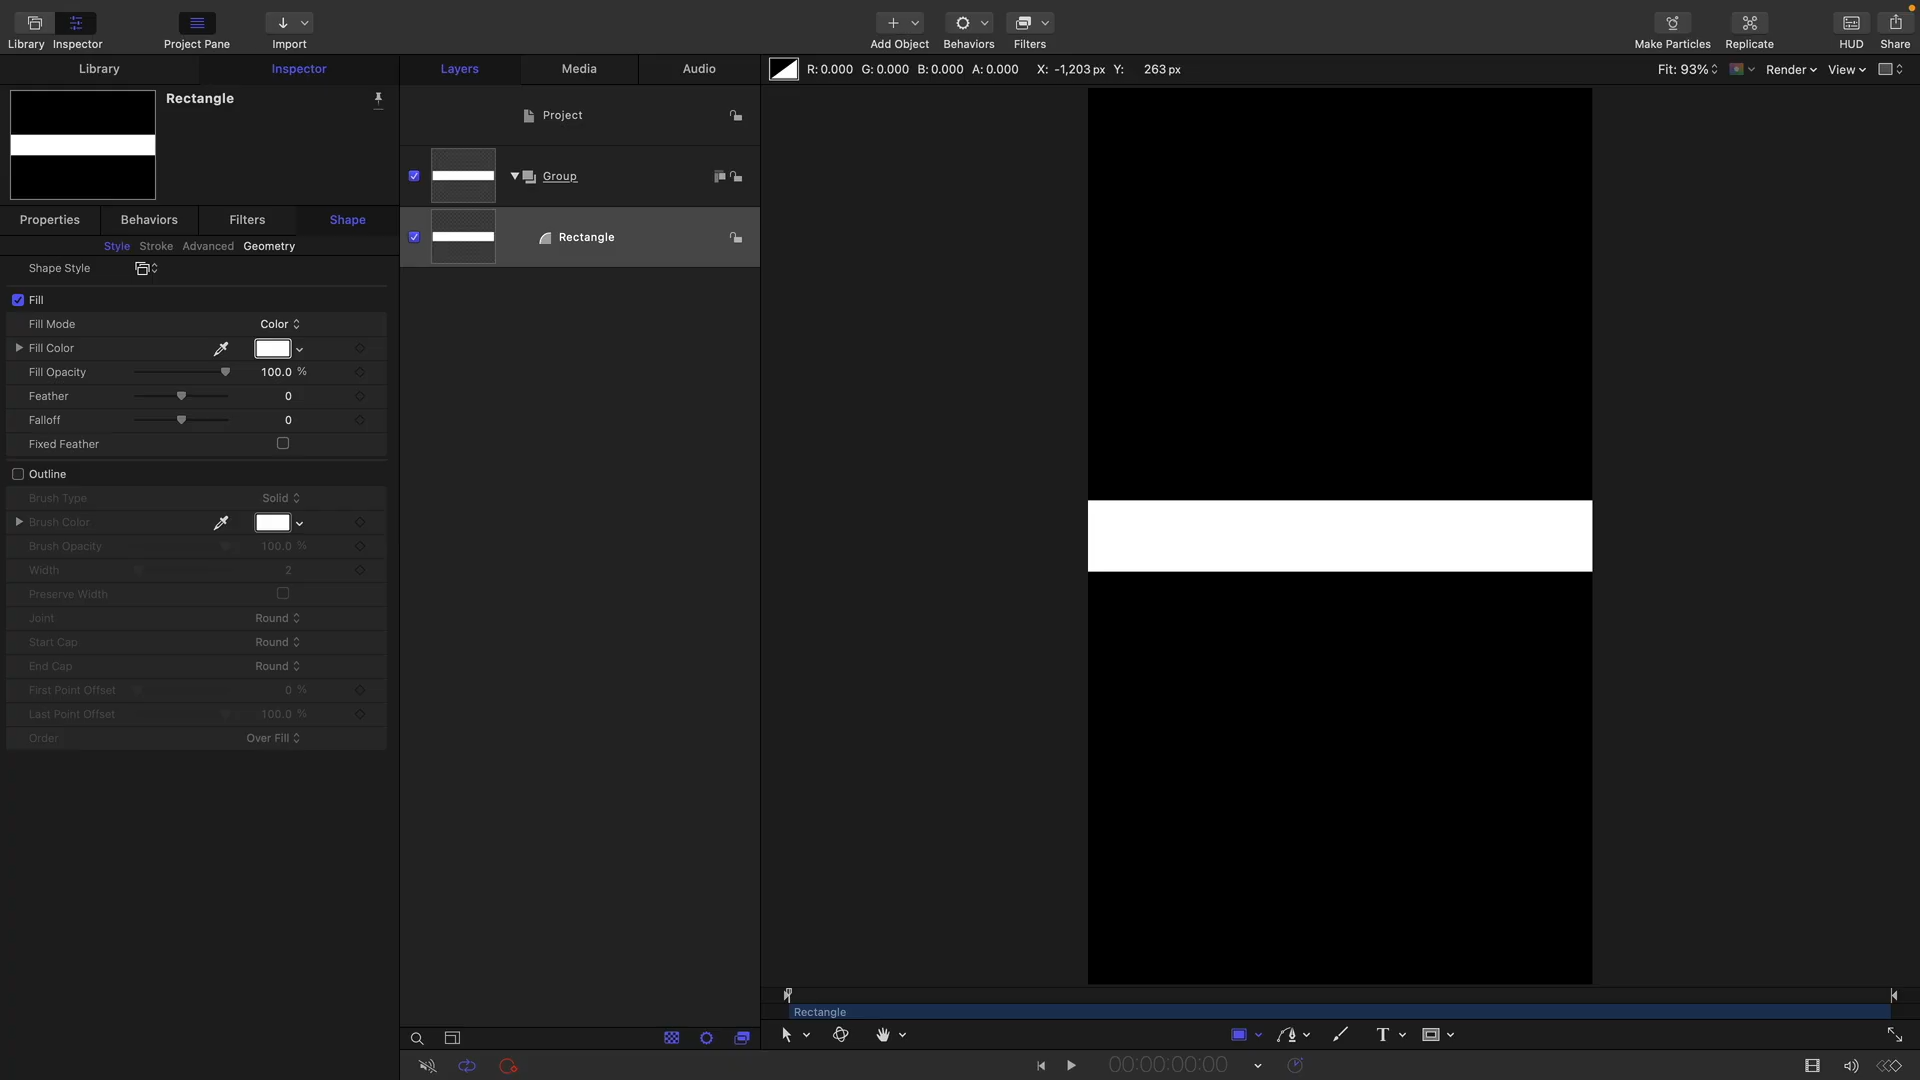 Library Inspector
Project Pane
Import
Add Object
Behaviors
Filters
Make Particles
Replicate
HUD
Share
Library
Inspector
Layers
Media
Audio
R: 0.000 G: 0.000 B: 0.000 A: 0.000 X: -1,203 px Y: 263 px
Fit: 93%
Render
View
Rectangle
Properties
Behaviors
Filters
Shape
Style Stroke Advanced Geometry
Shape Style
Fill
Fill Mode Color
Fill Color
Fill Opacity 100.0 %
Feather 0
Falloff 0
Fixed Feather
Outline
Brush Type Solid
Brush Color
Brush Opacity 100.0 %
Width 2
Preserve Width
Joint Round
Start Cap Round
End Cap Round
First Point Offset 0 %
Last Point Offset 100.0 %
Order Over Fill
Project
Group
Rectangle
Rectangle
T
00:00:00:00